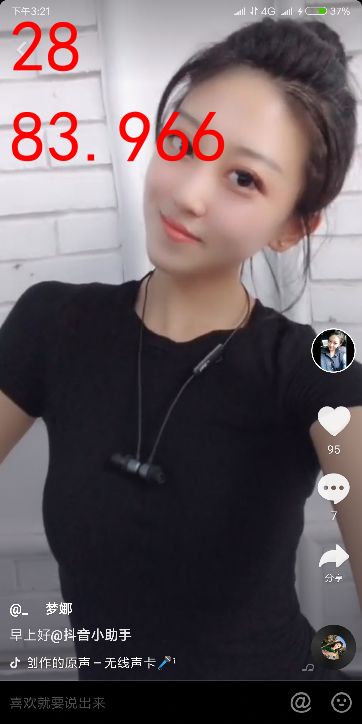 下午3:21 4G 37%
28
83.966
95
7
分享
@_ 梦娜
早上好@抖音小助手
创作的原声 - 无线声卡🎤
喜欢就要说出来 @